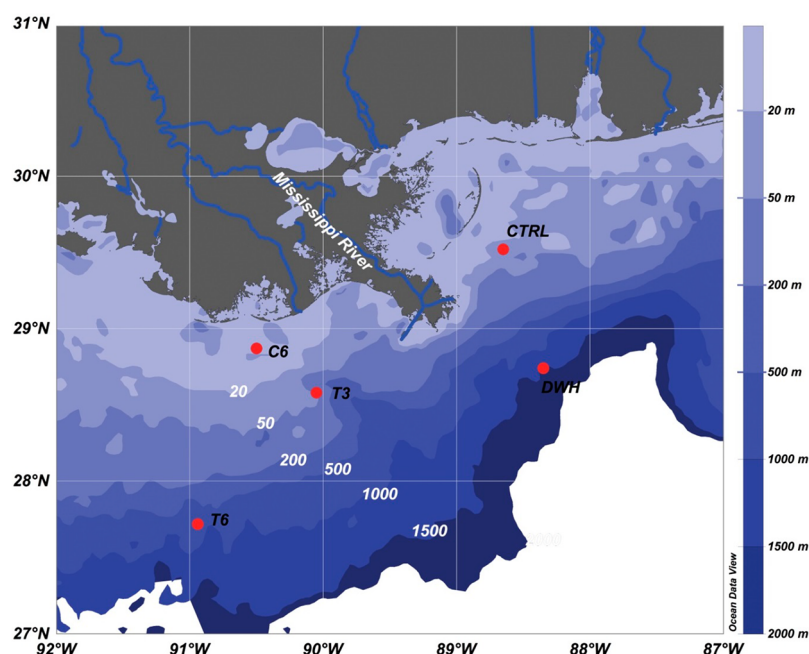 31°N
20 m
30°N
50 m
Mississippi River
CTRL
200 m
29°N
C6
500 m
DWH
20
T3
50
28°N
200
500
1000 m
1000
T6
1500
1500 m
Ocean Data View
27°N
2000 m
92°W
91°W
90°W
89°W
88°W
87°W